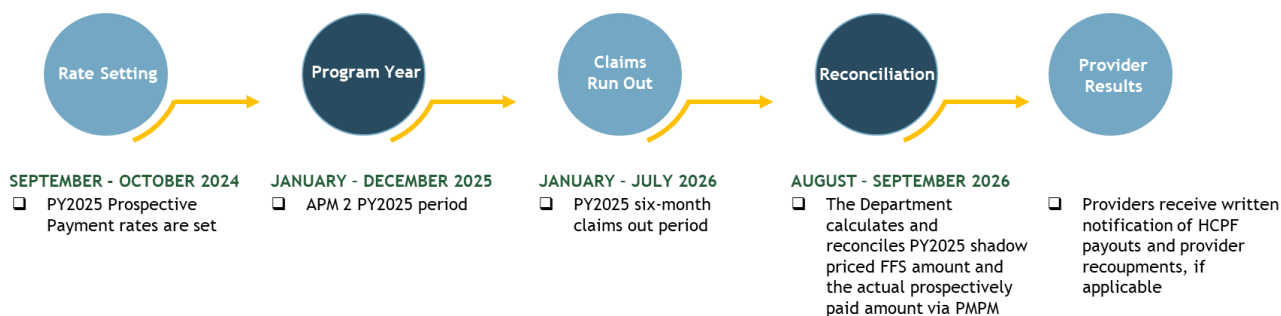 Rate Setting
Program Year
Claims
Run Out
Reconciliation
Provider
Results
SEPTEMBER - OCTOBER 2024
❑ PY2025 Prospective
Payment rates are set
JANUARY - DECEMBER 2025
❑ APM 2 PY2025 period
JANUARY - JULY 2026
❑ PY2025 six-month
claims out period
AUGUST - SEPTEMBER 2026
❑ The Department
calculates and
reconciles PY2025 shadow
priced FFS amount and
the actual prospectively
paid amount via PMPM
❑ Providers receive written
notification of HCPF
payouts and provider
recoupments, if
applicable